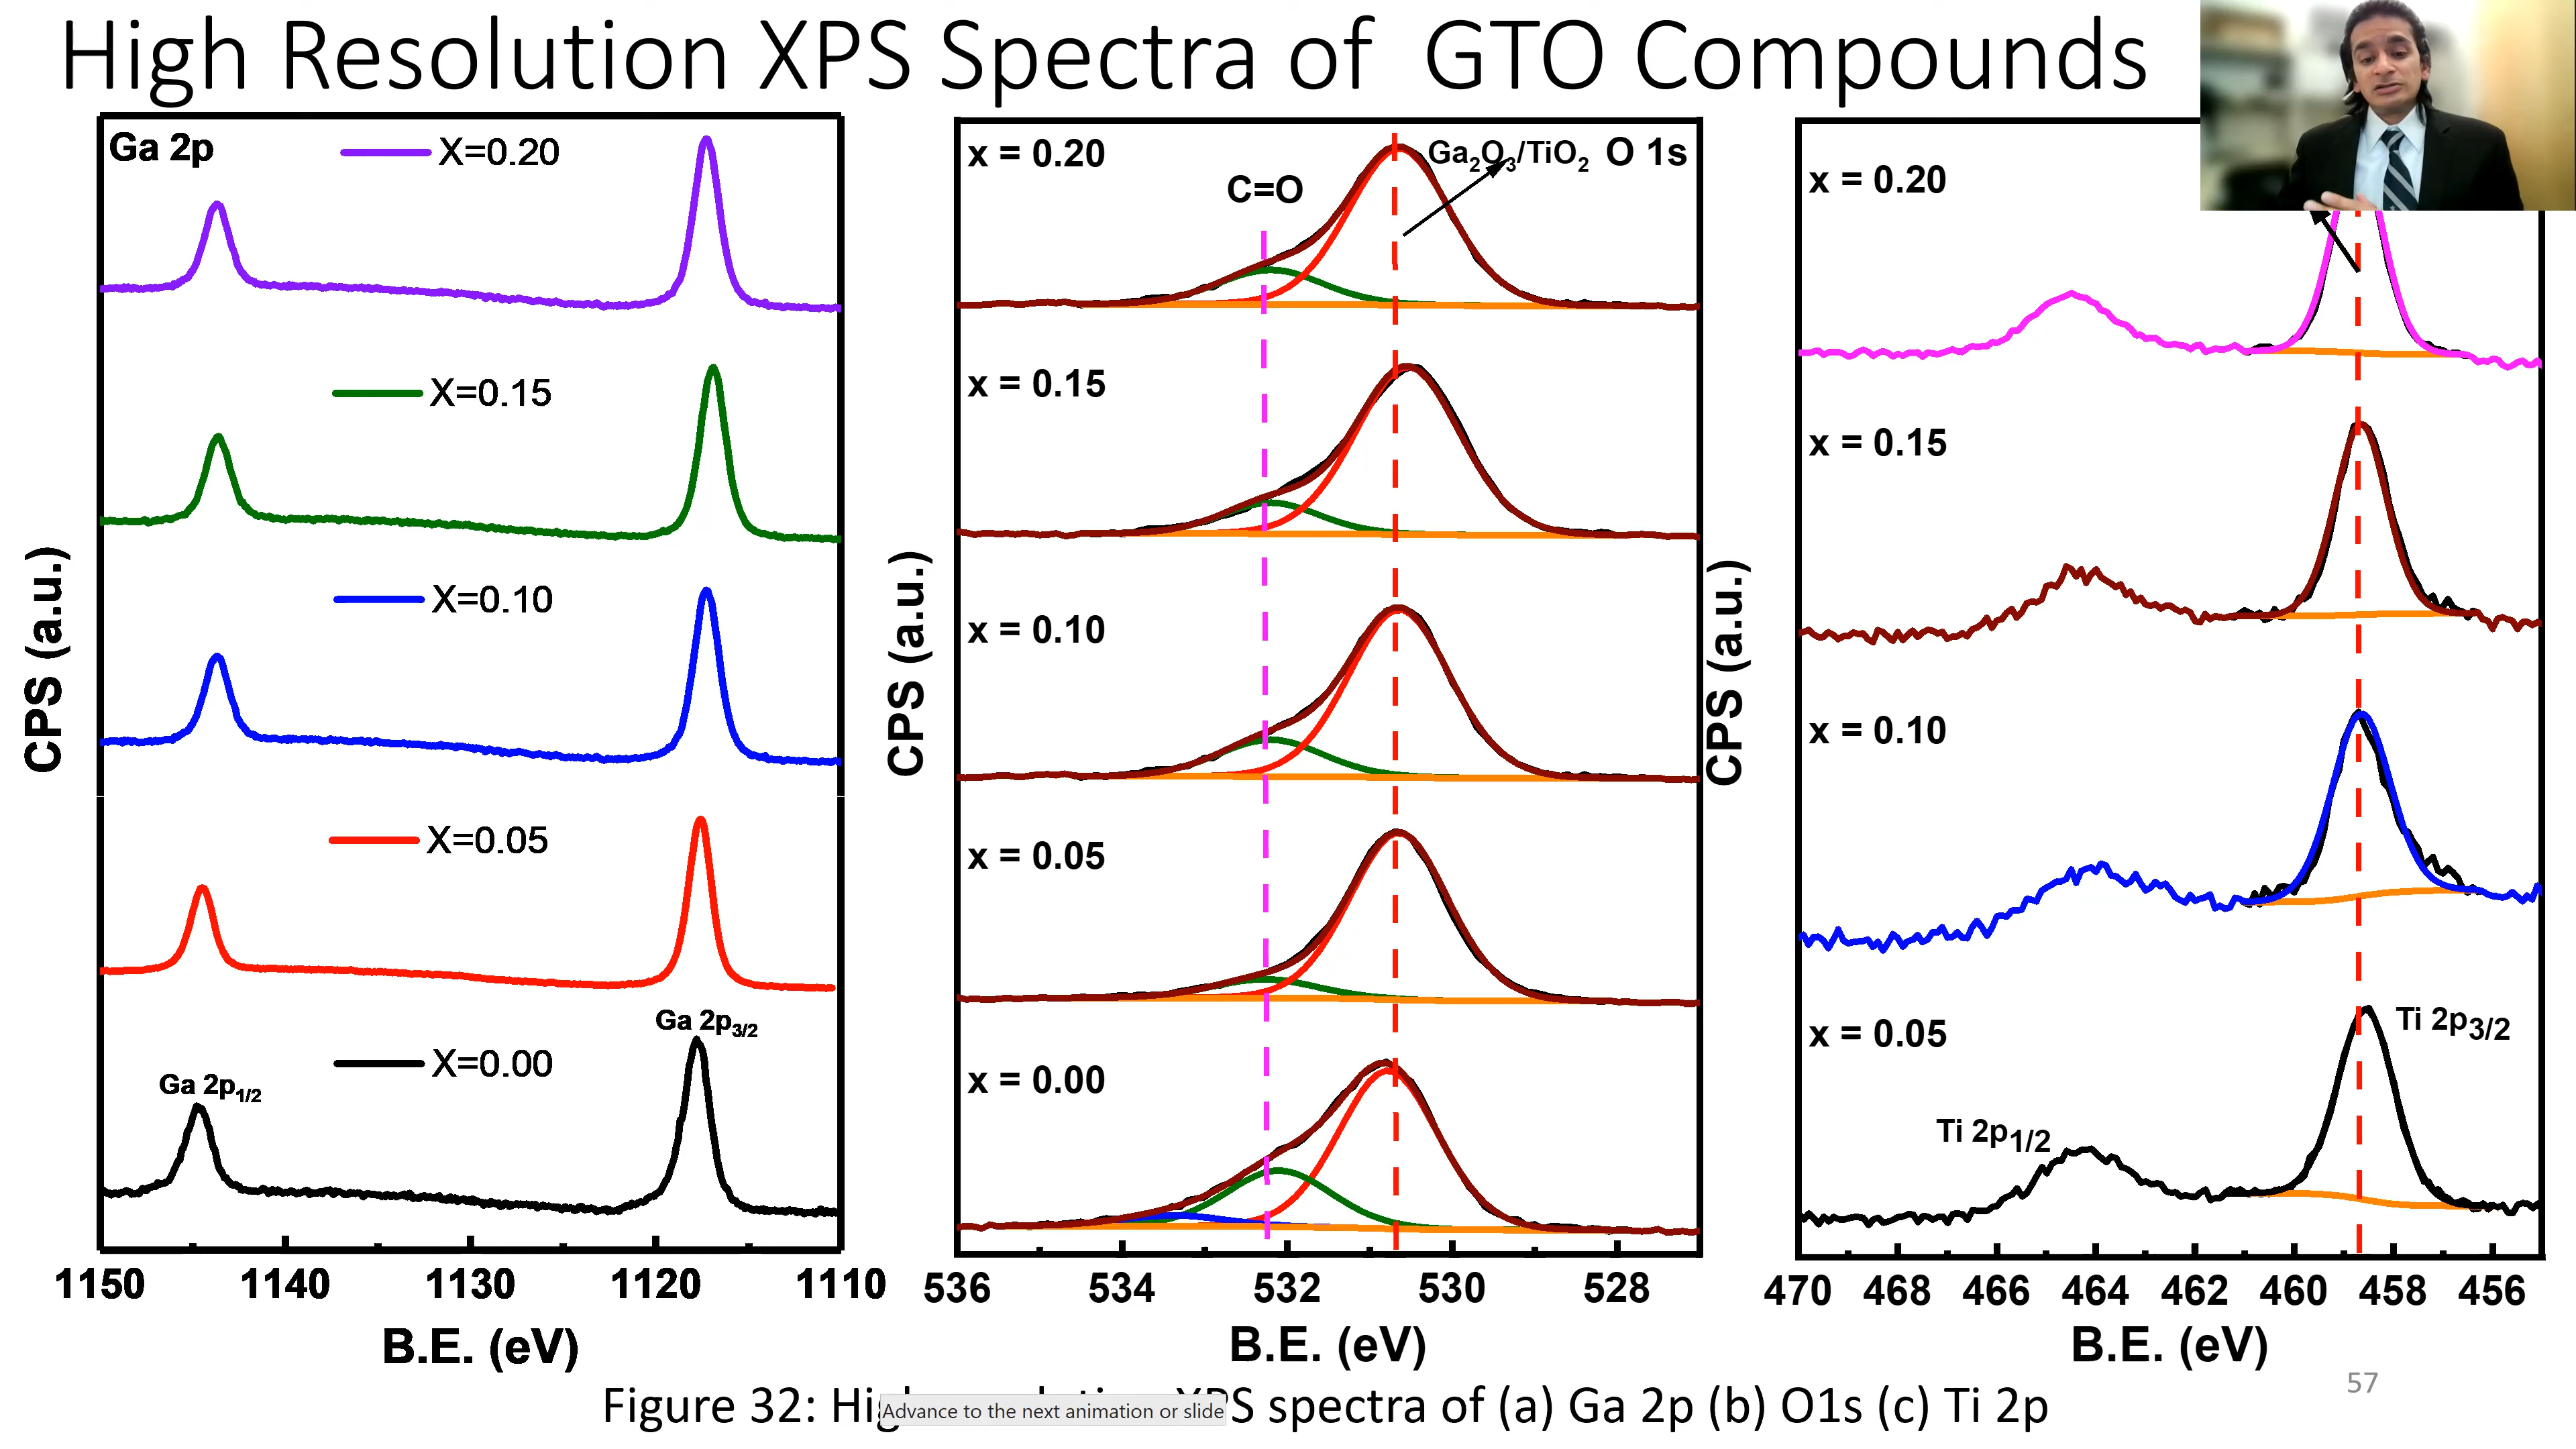 High Resolution XPS Spectra of GTO Compounds
Ga 2p
X=0.20
X=0.15
X=0.10
X=0.05
X=0.00
Ga 2p1/2
Ga 2p3/2
CPS (a.u.)
1150 1140 1130 1120 1110
B.E. (eV)
x = 0.20
Ga2O3/TiO2 O 1s
C=O
x = 0.15
x = 0.10
x = 0.05
x = 0.00
CPS (a.u.)
536 534 532 530 528
B.E. (eV)
x = 0.20
x = 0.15
x = 0.10
x = 0.05
Ti 2p3/2
Ti 2p1/2
CPS (a.u.)
470 468 466 464 462 460 458 456
B.E. (eV)
57
Figure 32: XPS spectra of (a) Ga 2p (b) O1s (c) Ti 2p
Advance to the next animation or slide